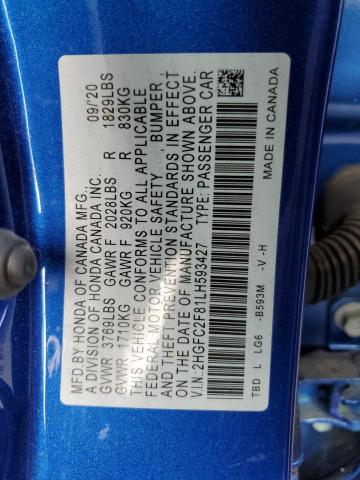 MFD.BY HONDA OF CANADA MFG., 09/'20
A DIVISION OF HONDA CANADA INC.
GVWR 3769LBS GAWR F 2028LBS R 1829LBS
GVWR 1710KG GAWR F 920KG R 830KG
THIS VEHICLE CONFORMS TO ALL APPLICABLE
FEDERAL MOTOR VEHICLE SAFETY, BUMPER
AND THEFT PREVENTION STANDARDS IN EFFECT
ON THE DATE OF MANUFACTURE SHOWN ABOVE.
V.I.N.:2HGFC2F81LH593427 TYPE: PASSENGER CAR
TBD L LG6 -B593M -V-H MADE IN CANADA